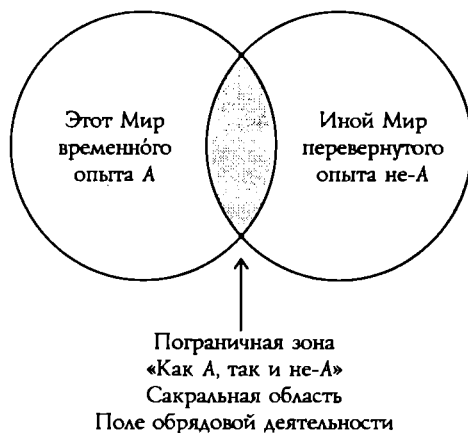 Этот Мир
временно́го
опыта А
Иной Мир
перевернутого
опыта не-А
Пограничная зона
«Как А, так и не-А»
Сакральная область
Поле обрядовой деятельности